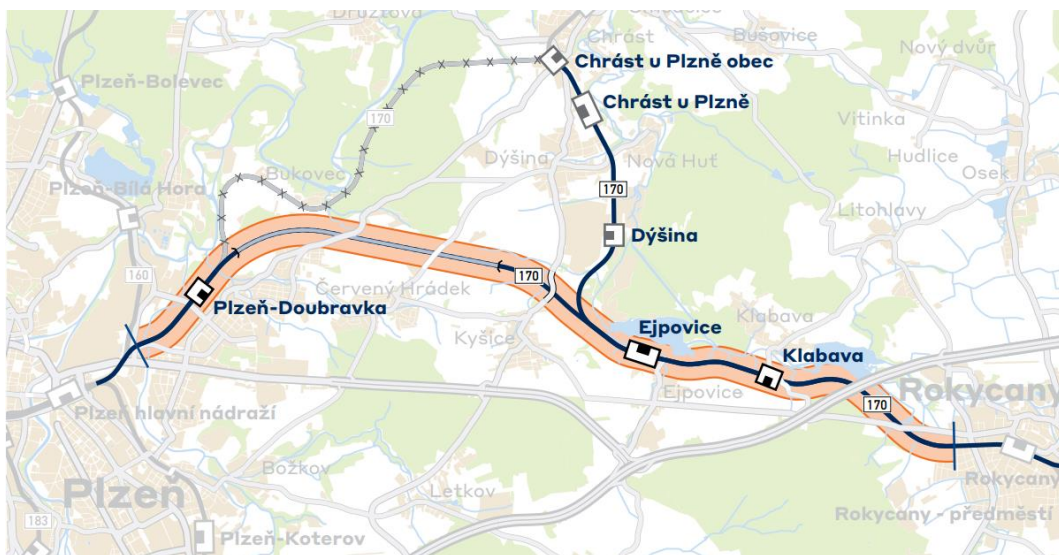 Družtova
Chrást
Smědčice
Bušovice
Nový dvůr
Plzeň-Bolevec
Chrást u Plzně obec
Chrást u Plzně
170
Vitinka
Dýšina
Nová Huť
Hudlice
Osek
Bukovec
Plzeň-Bílá Hora
170
Litohlavy
Dýšina
160
170
Červený Hrádek
Plzeň-Doubravka
Klabava
Ejpovice
Kyšice
Klabava
Ejpovice
Rokycany
Plzeň hlavní nádraží
170
Božkov
Letkov
Plzeň
Rokycany
Rokycany - předměstí
183
Plzeň-Koterov